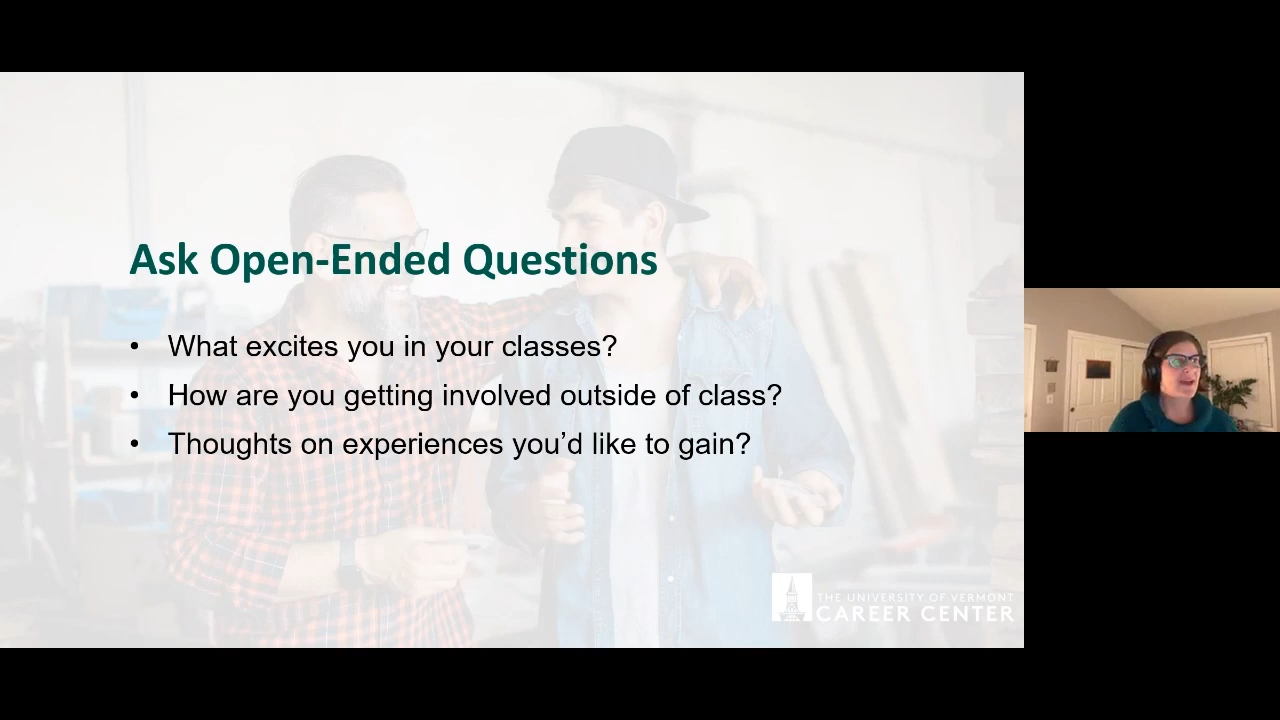 Ask Open-Ended Questions
• What excites you in your classes?
• How are you getting involved outside of class?
• Thoughts on experiences you’d like to gain?
THE UNIVERSITY OF VERMONT
CAREER CENTER